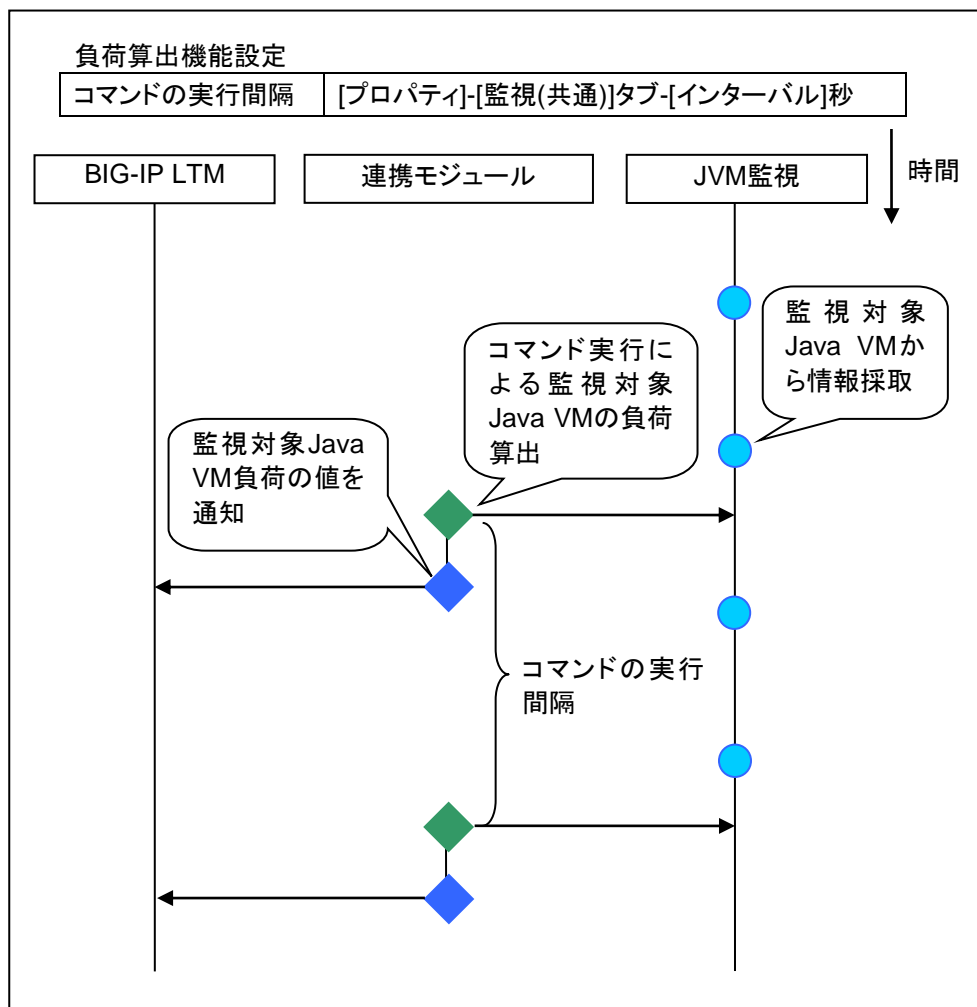 負荷算出機能設定
コマンドの実行間隔 [プロパティ]-[監視(共通)]タブ-[インターバル]秒
BIG-IP LTM 連携モジュール JVM監視 時間
監視対象
Java VMか
ら情報採取
コマンド実行に
よる監視対象
Java VMの負荷
算出
監視対象Java
VM負荷の値を
通知
コマンドの実行
間隔